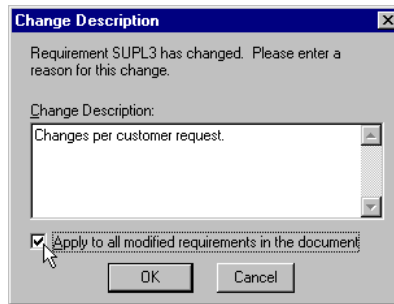 Change Description
Requirement SUPL3 has changed. Please enter a
reason for this change.
Change Description:
Changes per customer request.
Apply to all modified requirements in the document
OK
Cancel